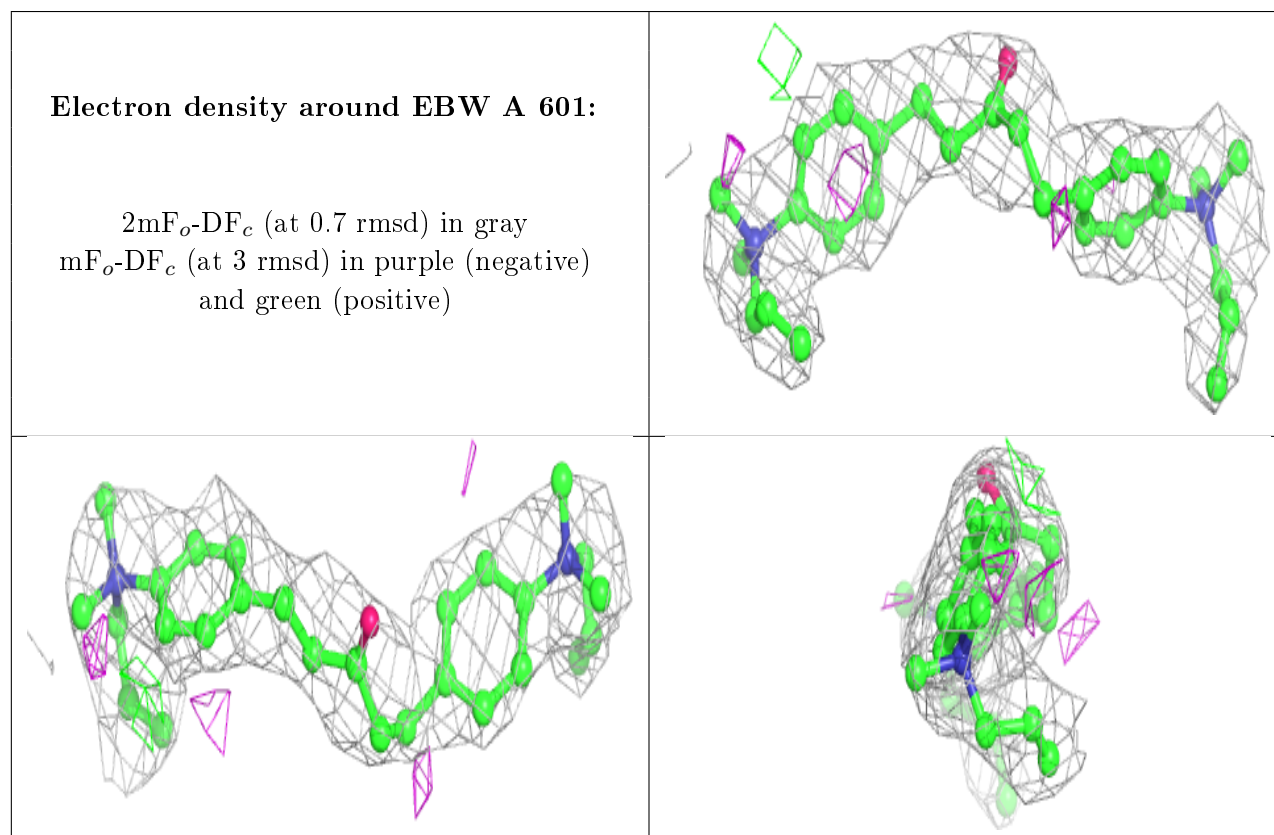 Electron density around EBW A 601:
2mFₒ-DF𝑐 (at 0.7 rmsd) in gray
mFₒ-DF𝑐 (at 3 rmsd) in purple (negative)
and green (positive)